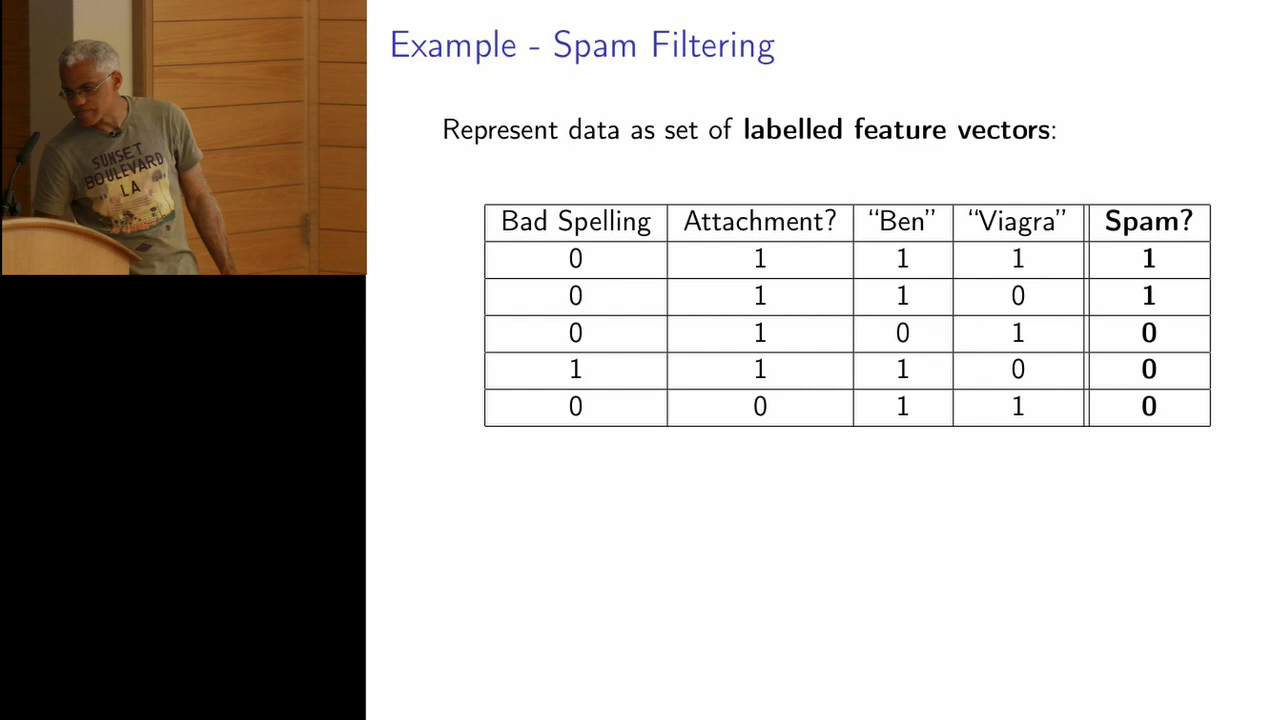 Example - Spam Filtering
Represent data as set of labelled feature vectors:
Bad Spelling Attachment? “Ben” “Viagra” Spam?
0 1 1 1 1
0 1 1 0 1
0 1 0 1 0
1 1 1 0 0
0 0 1 1 0
SUNSET
BOULEVARD
LA